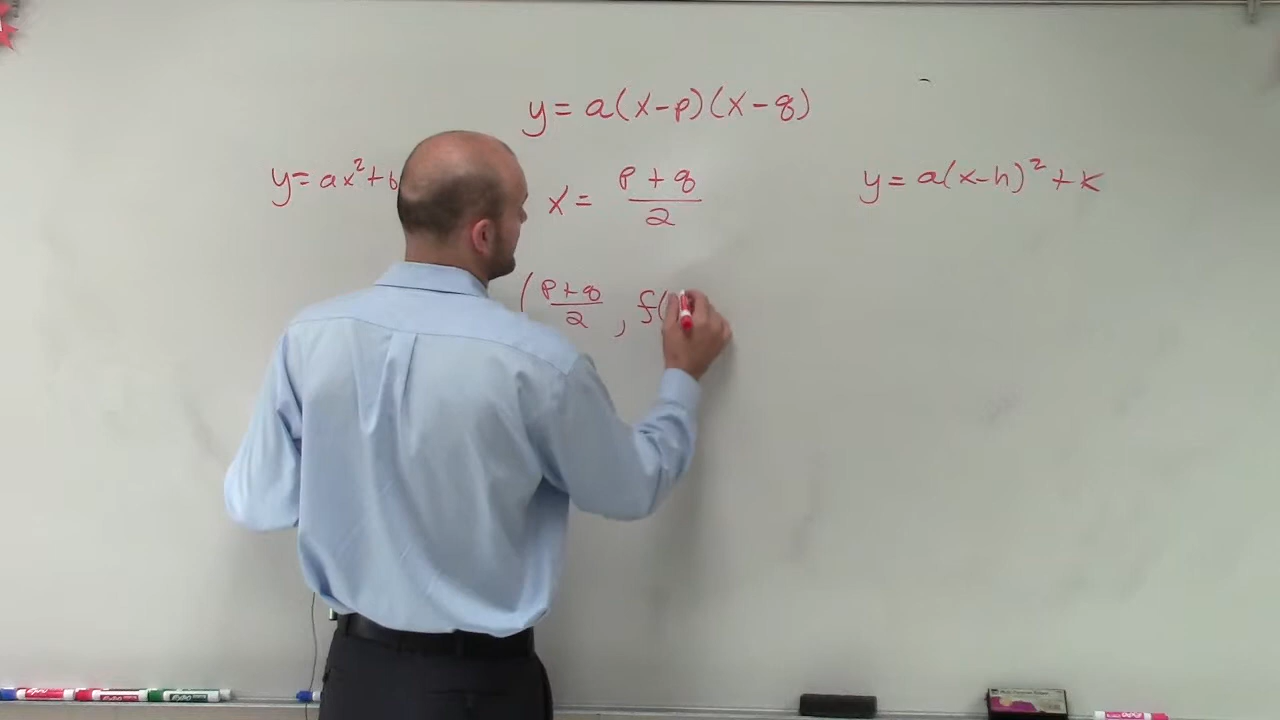 y = a(x-p)(x-q)
y = ax² + b
x = p+q/2
y = a(x-h)² + k
(p+q/2, f(